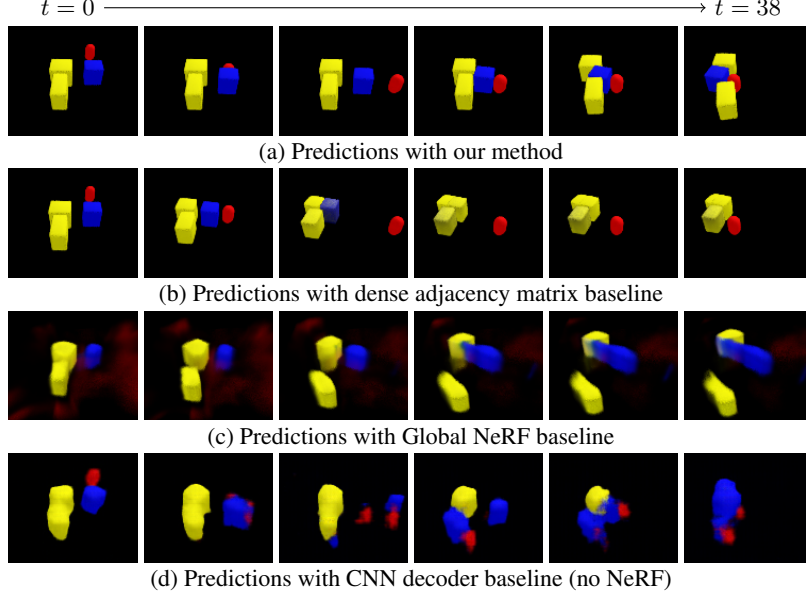 t = 0 t = 38
(a) Predictions with our method
(b) Predictions with dense adjacency matrix baseline
(c) Predictions with Global NeRF baseline
(d) Predictions with CNN decoder baseline (no NeRF)